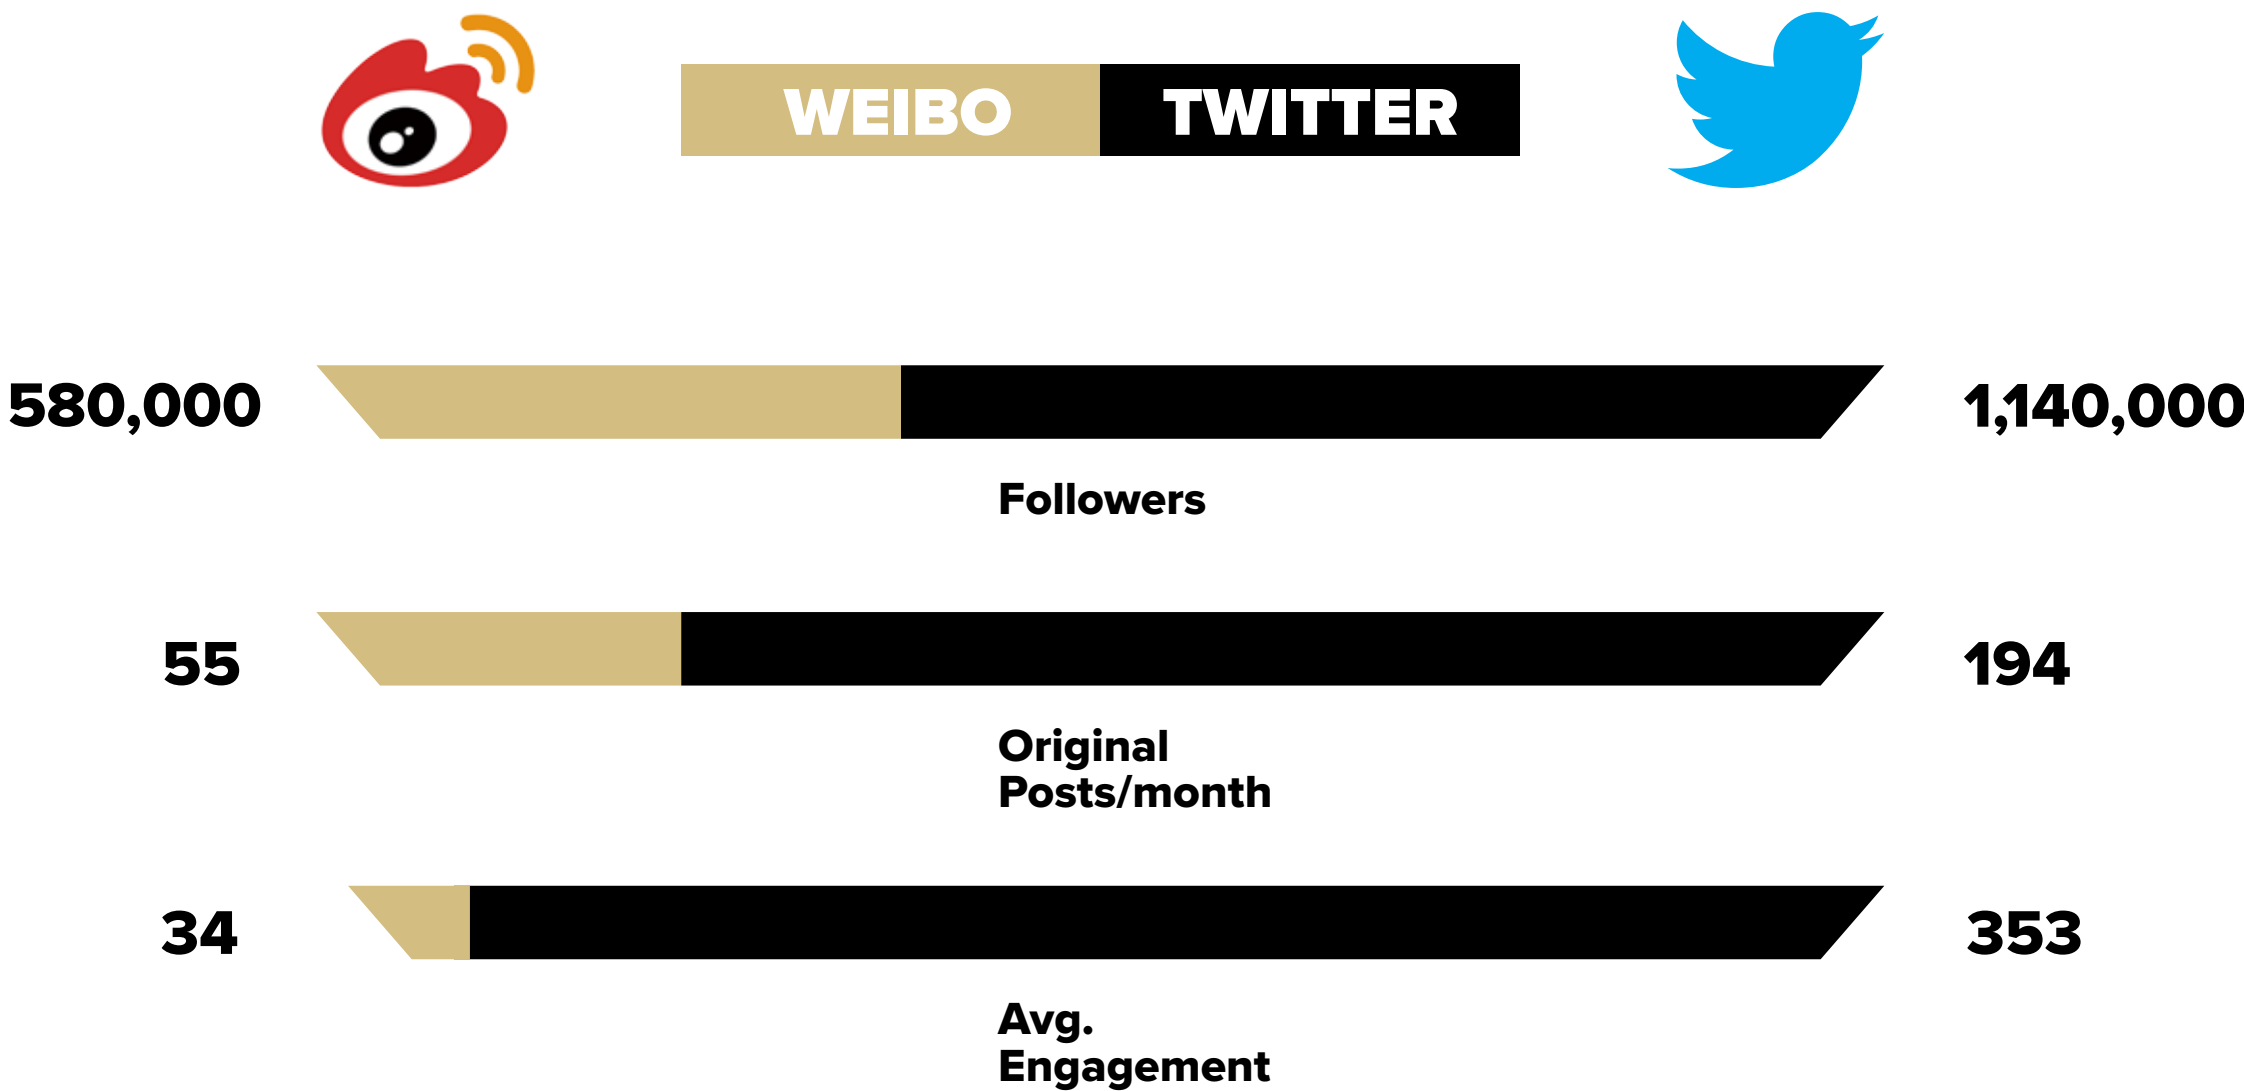 WEIBO TWITTER
580,000 1,140,000
Followers
55 194
Original
Posts/month
34 353
Avg.
Engagement